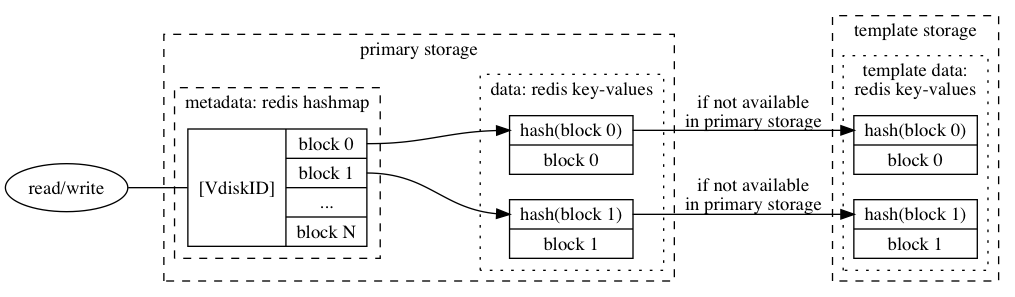 read/write
primary storage
metadata: redis hashmap
[VdiskID]
block 0
block 1
...
block N
data: redis key-values
hash(block 0)
block 0
hash(block 1)
block 1
if not available
in primary storage
if not available
in primary storage
template storage
template data:
redis key-values
hash(block 0)
block 0
hash(block 1)
block 1